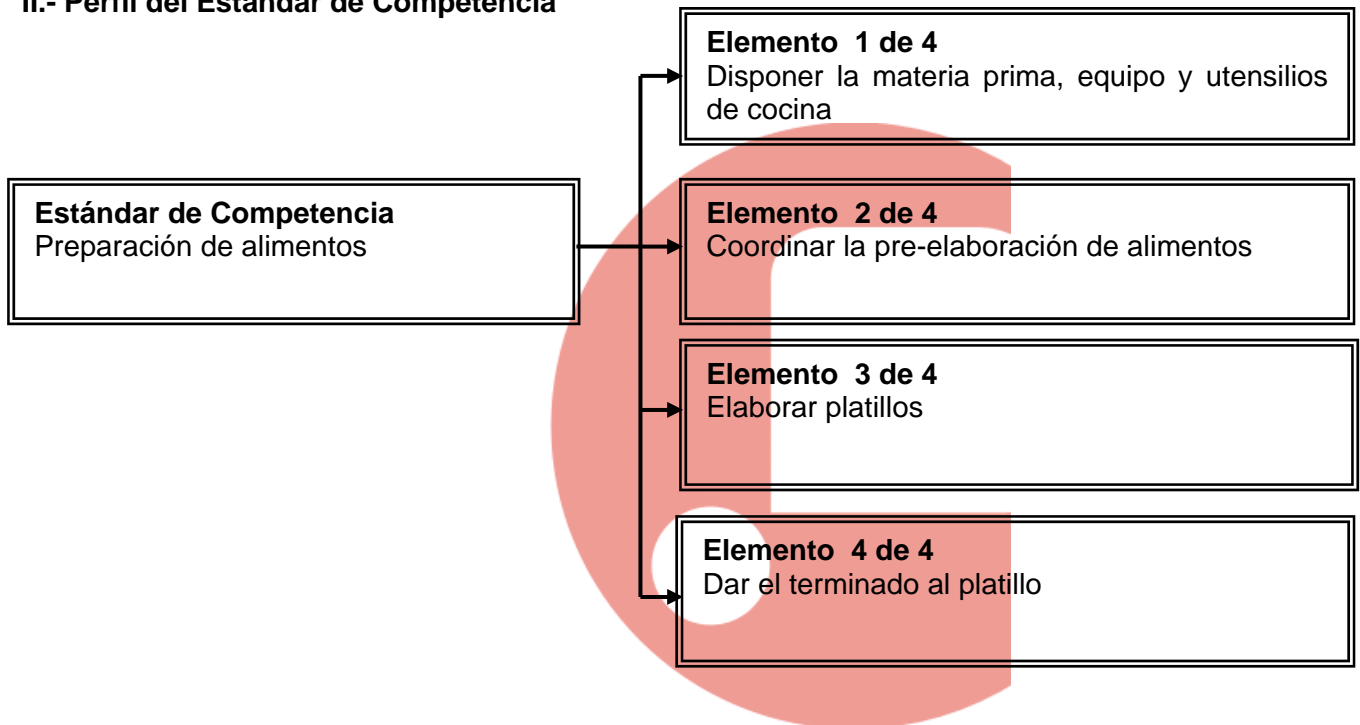 II.- Perfil del Estándar de Competencia
Elemento 1 de 4
Disponer la materia prima, equipo y utensilios
de cocina
Estándar de Competencia
Preparación de alimentos
Elemento 2 de 4
Coordinar la pre-elaboración de alimentos
Elemento 3 de 4
Elaborar platillos
Elemento 4 de 4
Dar el terminado al platillo